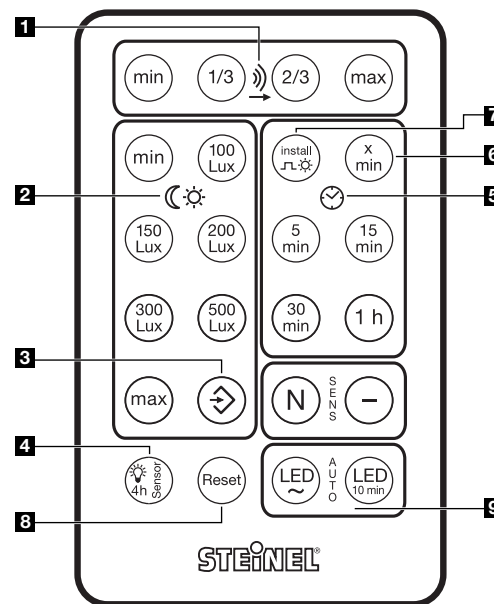 1
min 1/3 2/3 max
7
install
x min
6
min
100 Lux
2
5
150 Lux
200 Lux
5 min
15 min
300 Lux
500 Lux
30 min
1 h
3
max
N SENS –
4
4h Sensor
Reset
LED ~
AUTO
LED 10 min
8
9
STEINEL®